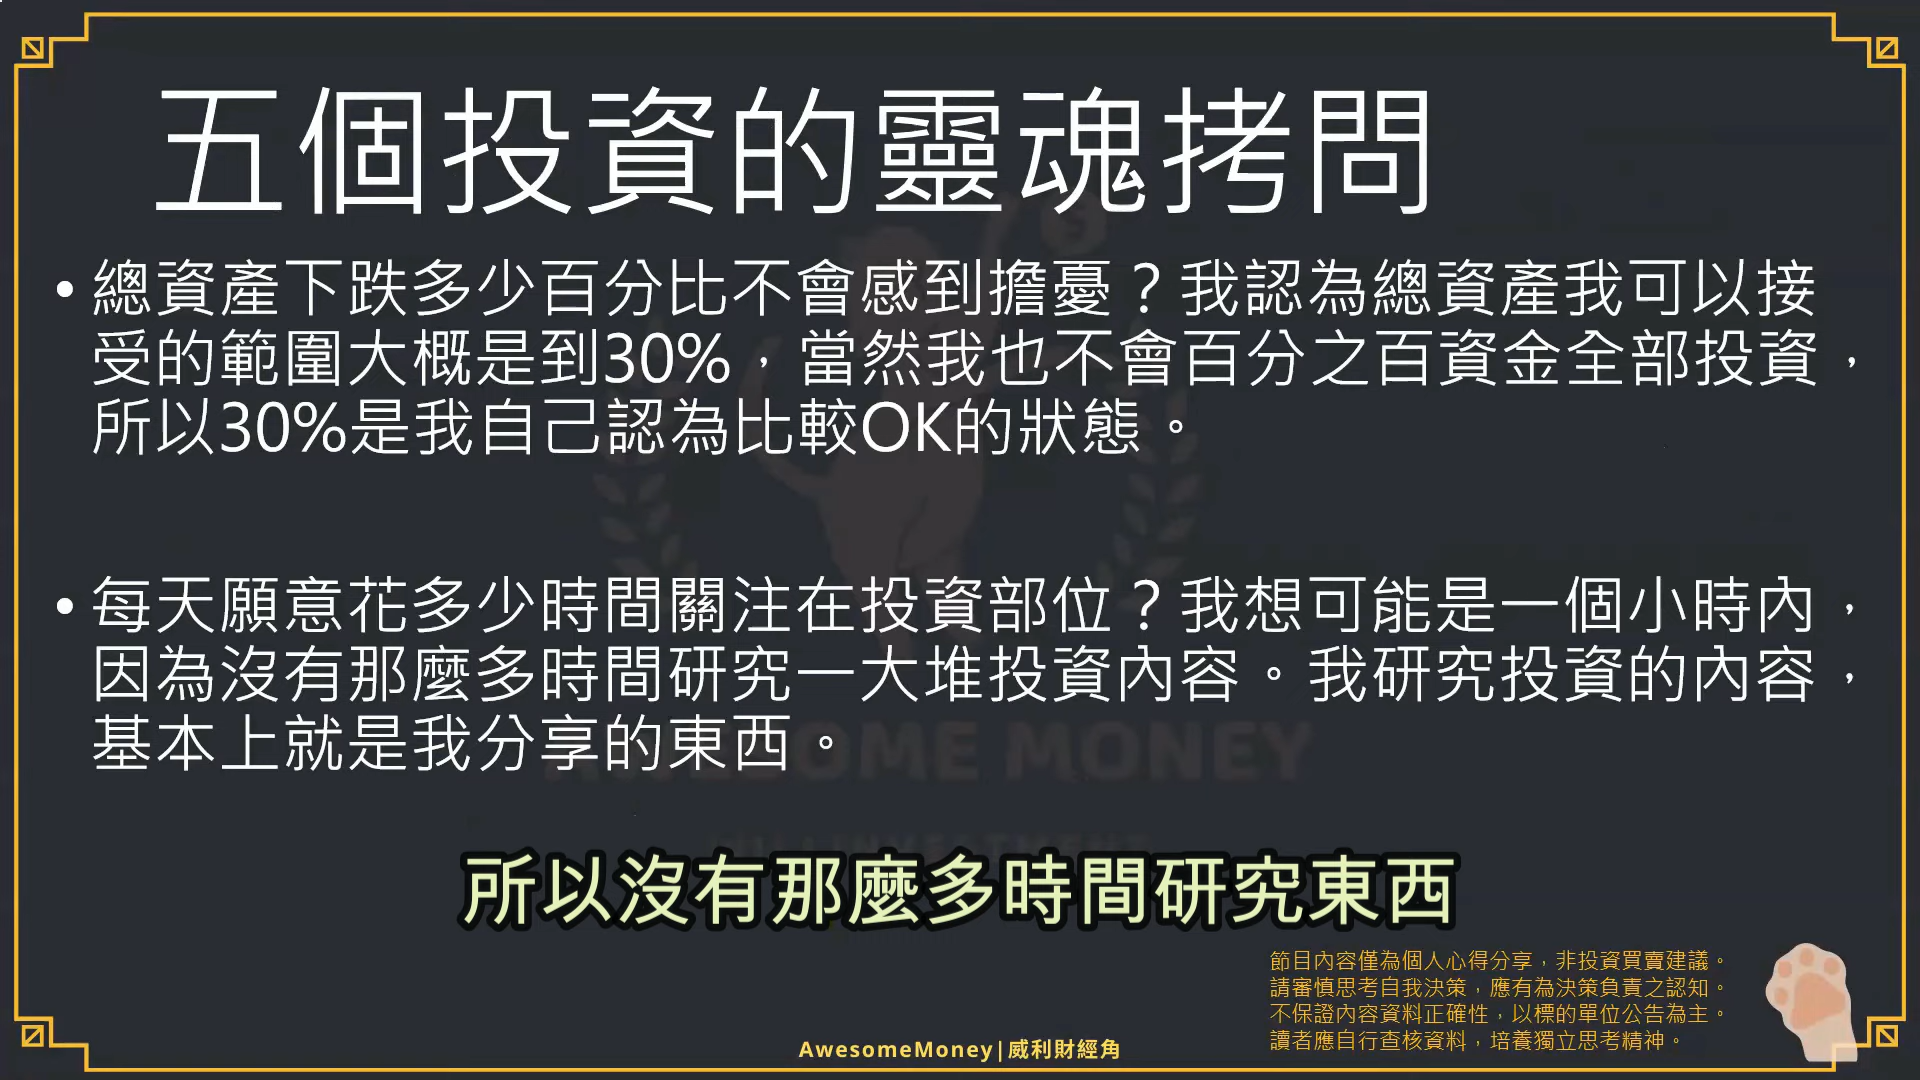 五個投資的靈魂拷問
• 總資產下跌多少百分比不會感到擔憂？我認為總資產我可以接
受的範圍大概是到30%，當然我也不會百分之百資金全部投資，
所以30%是我自己認為比較OK的狀態。
• 每天願意花多少時間關注在投資部位？我想可能是一個小時內，
因為沒有那麼多時間研究一大堆投資內容。我研究投資的內容，
基本上就是我分享的東西。
AWESOME MONEY
所以沒有那麼多時間研究東西
節目內容僅為個人心得分享，非投資買賣建議。
請審慎思考自我決策，應有為決策負責之認知。
不保證內容資料正確性，以標的單位公告為主。
讀者應自行查核資料，培養獨立思考精神。
AwesomeMoney|威利財經角